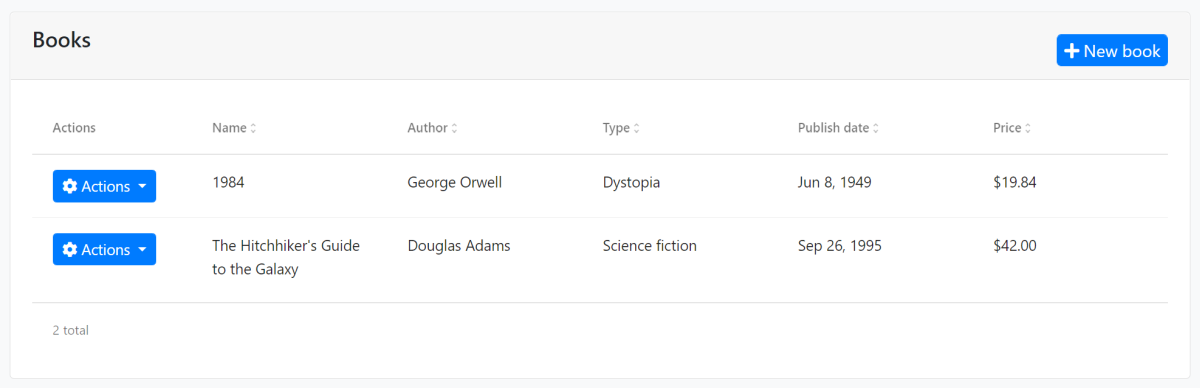 Books
New book
Actions Name Author Type Publish date Price
Actions 1984 George Orwell Dystopia Jun 8, 1949 $19.84
Actions The Hitchhiker's Guide Douglas Adams Science fiction Sep 26, 1995 $42.00
to the Galaxy
2 total